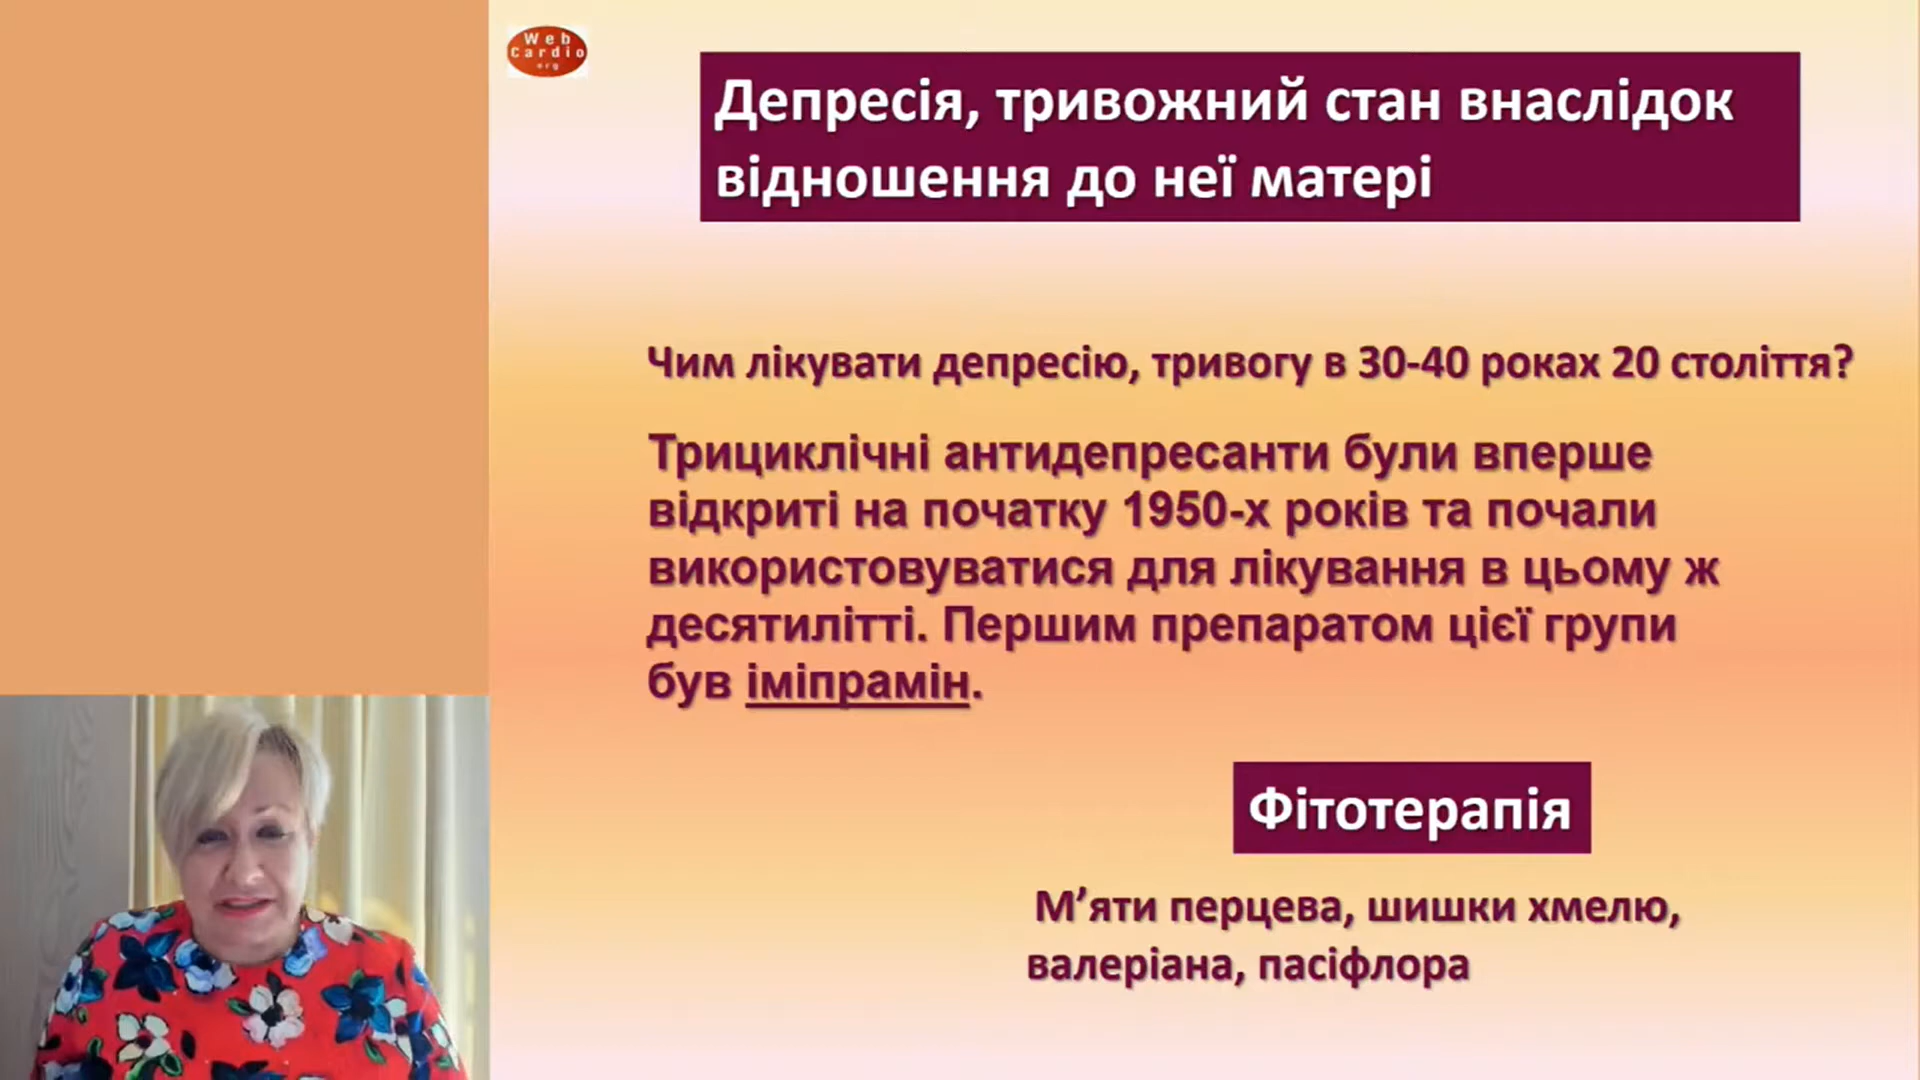 Web
Cardio
org
Депресія, тривожний стан внаслідок
відношення до неї матері
Чим лікувати депресію, тривогу в 30-40 роках 20 століття?
Трициклічні антидепресанти були вперше
відкриті на початку 1950-х років та почали
використовуватися для лікування в цьому ж
десятилітті. Першим препаратом цієї групи
був іміпрамін.
Фітотерапія
М’яти перцева, шишки хмелю,
валеріана, пасіфлора